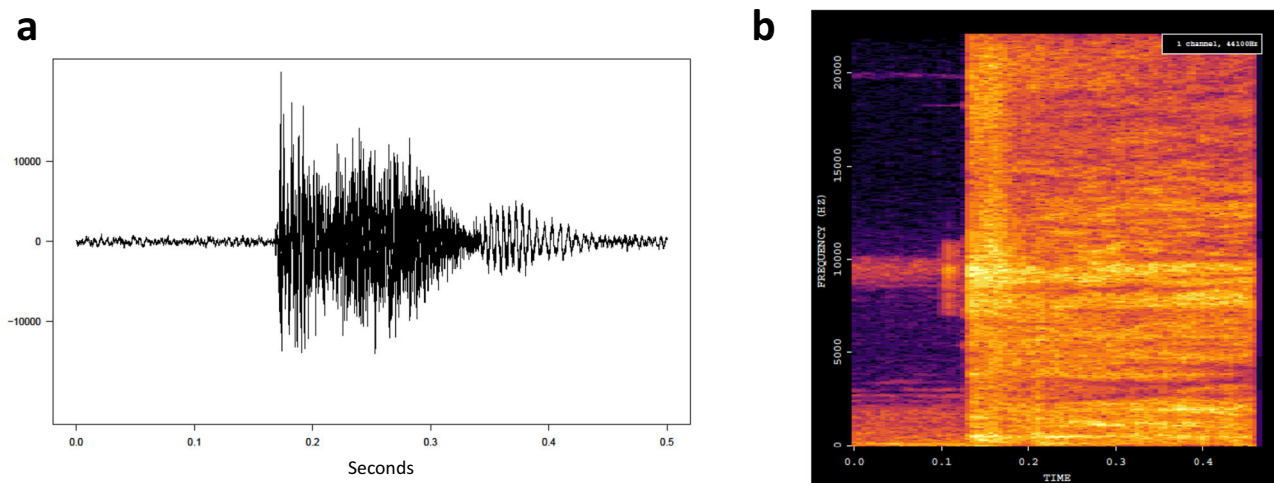 a
10000
0
−10000
0.0 0.1 0.2 0.3 0.4 0.5
Seconds
b
1 channel, 44100Hz
FREQUENCY (HZ)
20000
15000
10000
5000
0
0.0 0.1 0.2 0.3 0.4
TIME